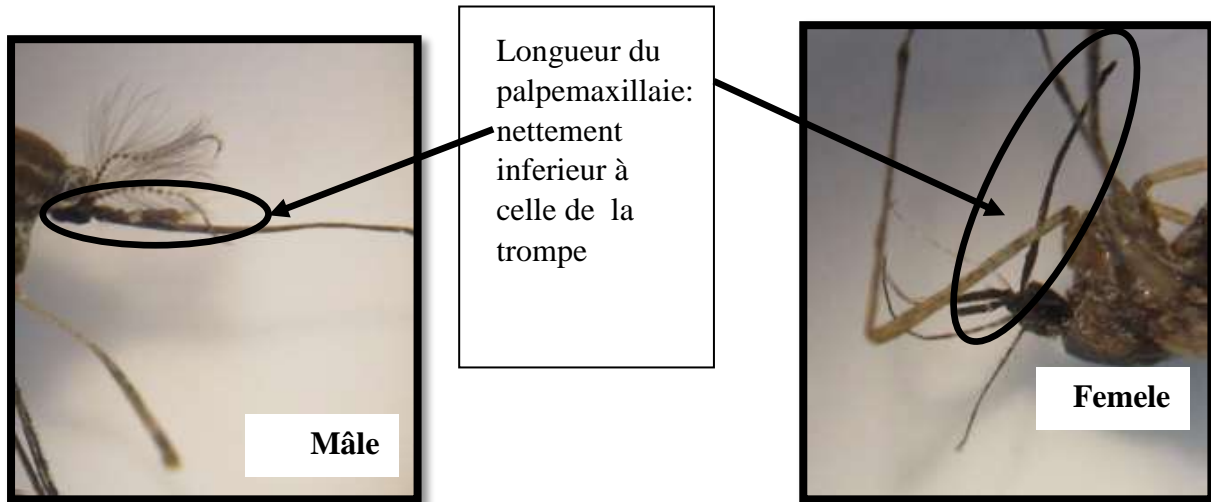 Longueur du
palpemaxillaie:
nettement
inferieur à
celle de la
trompe
Mâle
Femele